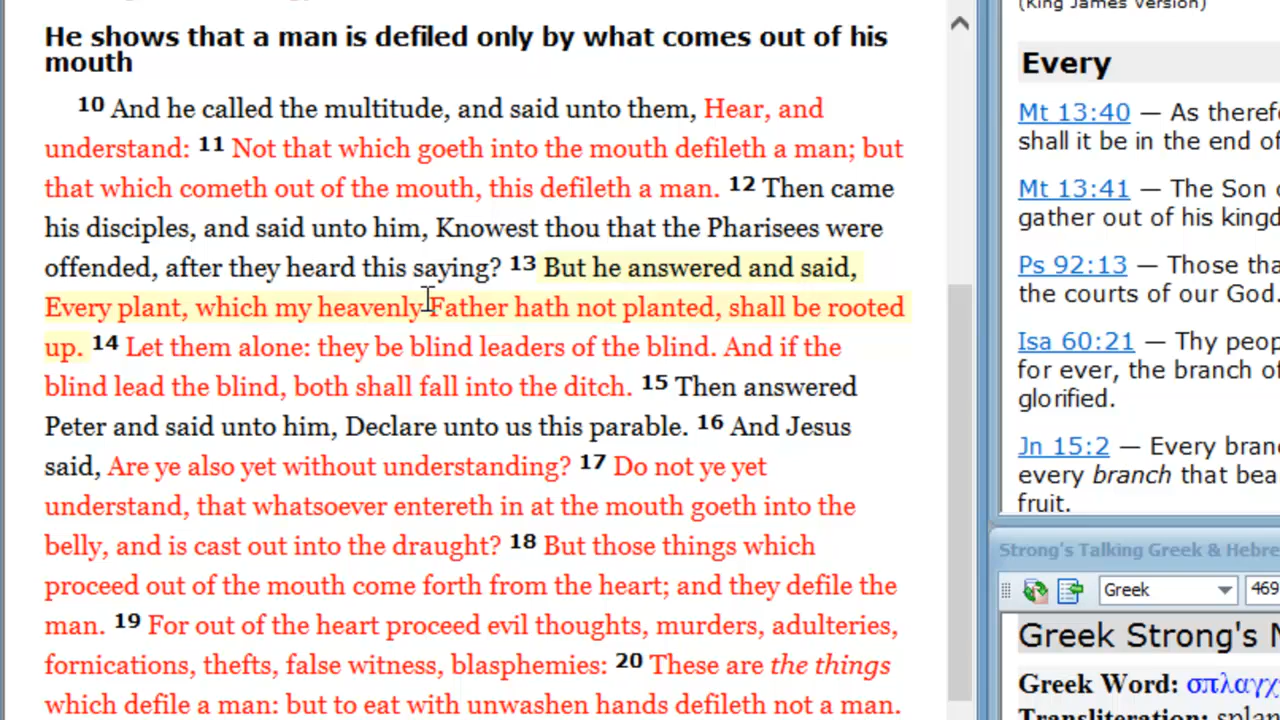 He shows that a man is defiled only by what comes out of his
mouth
10 And he called the multitude, and said unto them, Hear, and
understand: 11 Not that which goeth into the mouth defileth a man; but
that which cometh out of the mouth, this defileth a man. 12 Then came
his disciples, and said unto him, Knowest thou that the Pharisees were
offended, after they heard this saying? 13 But he answered and said,
Every plant, which my heavenly Father hath not planted, shall be rooted
up. 14 Let them alone: they be blind leaders of the blind. And if the
blind lead the blind, both shall fall into the ditch. 15 Then answered
Peter and said unto him, Declare unto us this parable. 16 And Jesus
said, Are ye also yet without understanding? 17 Do not ye yet
understand, that whatsoever entereth in at the mouth goeth into the
belly, and is cast out into the draught? 18 But those things which
proceed out of the mouth come forth from the heart; and they defile the
man. 19 For out of the heart proceed evil thoughts, murders, adulteries,
fornications, thefts, false witness, blasphemies: 20 These are the things
which defile a man: but to eat with unwashen hands defileth not a man.
(King James Version)
Every
Mt 13:40 — As
shall it be in the end of
Mt 13:41 — The Son
gather out of his
Ps 92:13 — Those
the courts of our God.
Isa 60:21 — Thy
for ever, the branch of
glorified.
Jn 15:2 — Every
every branch that
fruit.
Strong's Talking Greek &
Greek 469
Greek Strong's
Greek Word:
Transliteration: